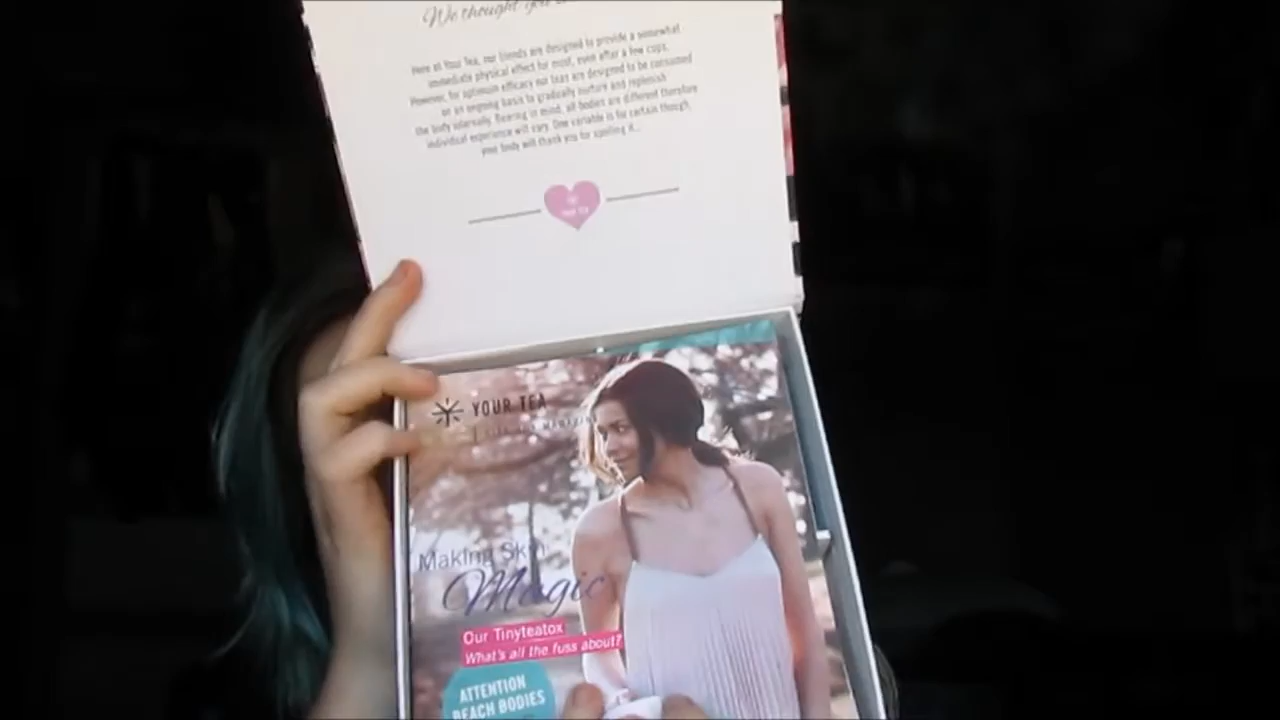 We thought you
Here at Your Tea, our blends are designed to provide a somewhat
immediate physical effect for most, even after a few cups.
However, for optimum efficacy our teas are designed to be consumed
on an ongoing basis to gradually nurture and replenish
the body internally. Bearing in mind, all bodies are different therefore
individual experience will vary. One variable is for certain though,
your body will thank you for spoiling it...
YOUR TEA
Making Skin
Magic
Our Tinyteatox
What's all the fuss about?
ATTENTION
BEACH BODIES